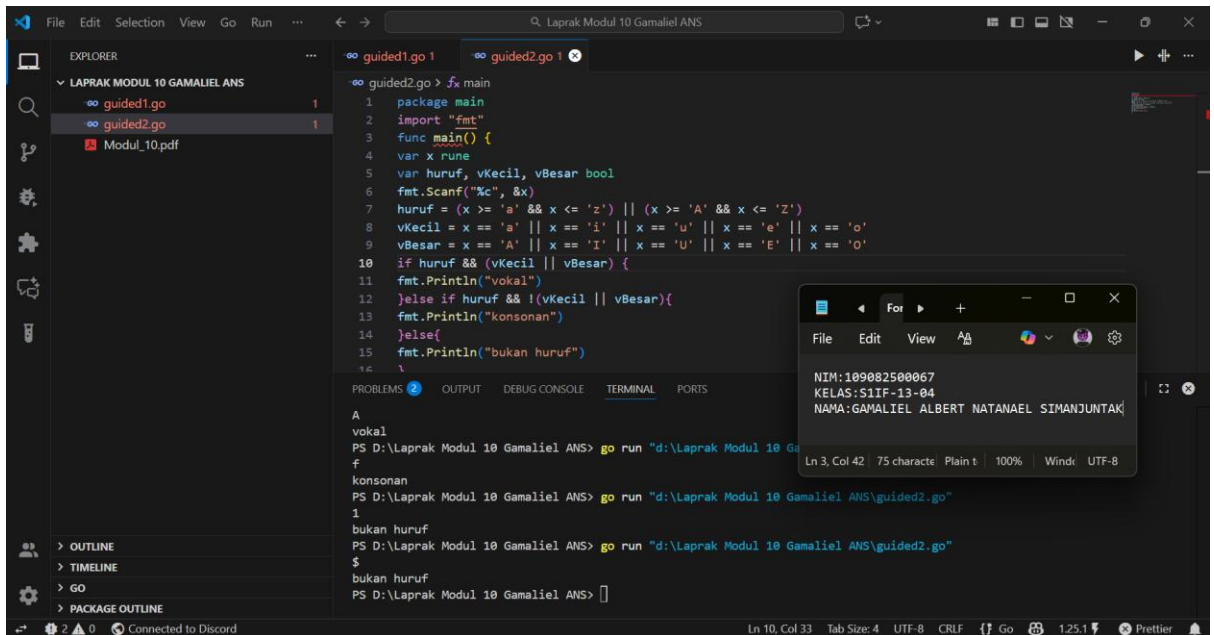 File Edit Selection View Go Run ...
Laprak Modul 10 Gamaliel ANS
EXPLORER
LAPRAK MODUL 10 GAMALIEL ANS
guided1.go 1
guided2.go 1
Modul_10.pdf
OUTLINE
TIMELINE
GO
PACKAGE OUTLINE
guided1.go 1 guided2.go 1
guided2.go > main
1 package main
2 import "fmt"
3 func main() {
4 var x rune
5 var huruf, vKecil, vBesar bool
6 fmt.Scanf("%c", &x)
7 huruf = (x >= 'a' && x <= 'z') || (x >= 'A' && x <= 'Z')
8 vKecil = x == 'a' || x == 'i' || x == 'u' || x == 'e' || x == 'o'
9 vBesar = x == 'A' || x == 'I' || x == 'U' || x == 'E' || x == 'O'
10 if huruf && (vKecil || vBesar) {
11 fmt.Println("vokal")
12 }else if huruf && !(vKecil || vBesar){
13 fmt.Println("konsonan")
14 }else{
15 fmt.Println("bukan huruf")
16 }
PROBLEMS 2 OUTPUT DEBUG CONSOLE TERMINAL PORTS
A
vokal
PS D:\Laprak Modul 10 Gamaliel ANS> go run "d:\Laprak Modul 10 Ga
f
konsonan
PS D:\Laprak Modul 10 Gamaliel ANS> go run "d:\Laprak Modul 10 Gamaliel ANS\guided2.go"
1
bukan huruf
PS D:\Laprak Modul 10 Gamaliel ANS> go run "d:\Laprak Modul 10 Gamaliel ANS\guided2.go"
$
bukan huruf
PS D:\Laprak Modul 10 Gamaliel ANS>
For
File Edit View
NIM:109082500067
KELAS:S1IF-13-04
NAMA:GAMALIEL ALBERT NATANAEL SIMANJUNTAK
Ln 3, Col 42 75 characte Plain t 100% Windo UTF-8
2 0 Connected to Discord Ln 10, Col 33 Tab Size: 4 UTF-8 CRLF Go 1.25.1 Prettier